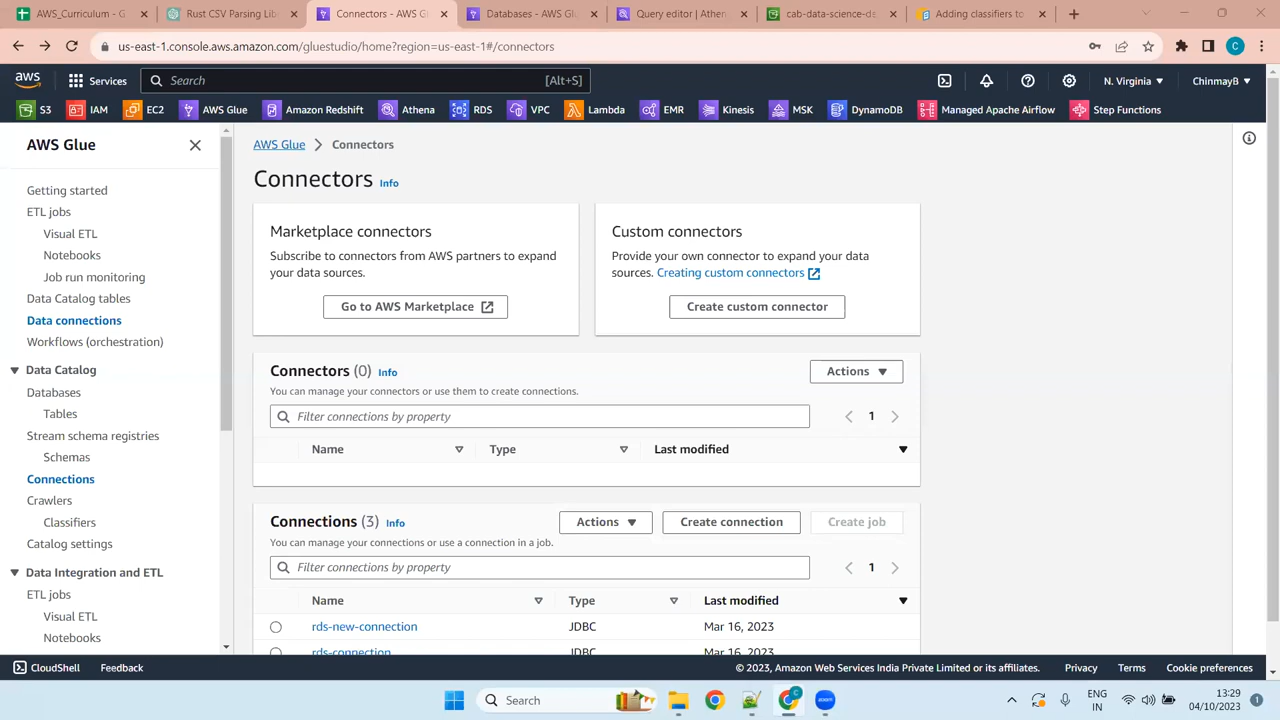 AWS_Curriculum - G
Rust CSV Parsing Lib
Connectors - AWS G
Databases - AWS Glu
Query editor | Athen
cab-data-science-de
Adding classifiers to
us-east-1.console.aws.amazon.com/gluestudio/home?region=us-east-1#/connectors
C
aws
Services
Search
[Alt+S]
N. Virginia
ChinmayB
S3
IAM
EC2
AWS Glue
Amazon Redshift
Athena
RDS
VPC
Lambda
EMR
Kinesis
MSK
DynamoDB
Managed Apache Airflow
Step Functions
AWS Glue
Getting started
ETL jobs
Visual ETL
Notebooks
Job run monitoring
Data Catalog tables
Data connections
Workflows (orchestration)
Data Catalog
Databases
Tables
Stream schema registries
Schemas
Connections
Crawlers
Classifiers
Catalog settings
Data Integration and ETL
ETL jobs
Visual ETL
Notebooks
AWS Glue > Connectors
Connectors Info
Marketplace connectors
Subscribe to connectors from AWS partners to expand
your data sources.
Go to AWS Marketplace
Custom connectors
Provide your own connector to expand your data
sources. Creating custom connectors
Create custom connector
Connectors (0) Info
Actions
You can manage your connectors or use them to create connections.
Filter connections by property
1
Name Type Last modified
Connections (3) Info
Actions
Create connection
Create job
You can manage your connections or use a connection in a job.
Filter connections by property
1
Name Type Last modified
rds-new-connection JDBC Mar 16, 2023
rds-connection JDBC Mar 16, 2023
CloudShell
Feedback
© 2023, Amazon Web Services India Private Limited or its affiliates.
Privacy
Terms
Cookie preferences
Search
zoom
ENG
IN
13:29
04/10/2023
1